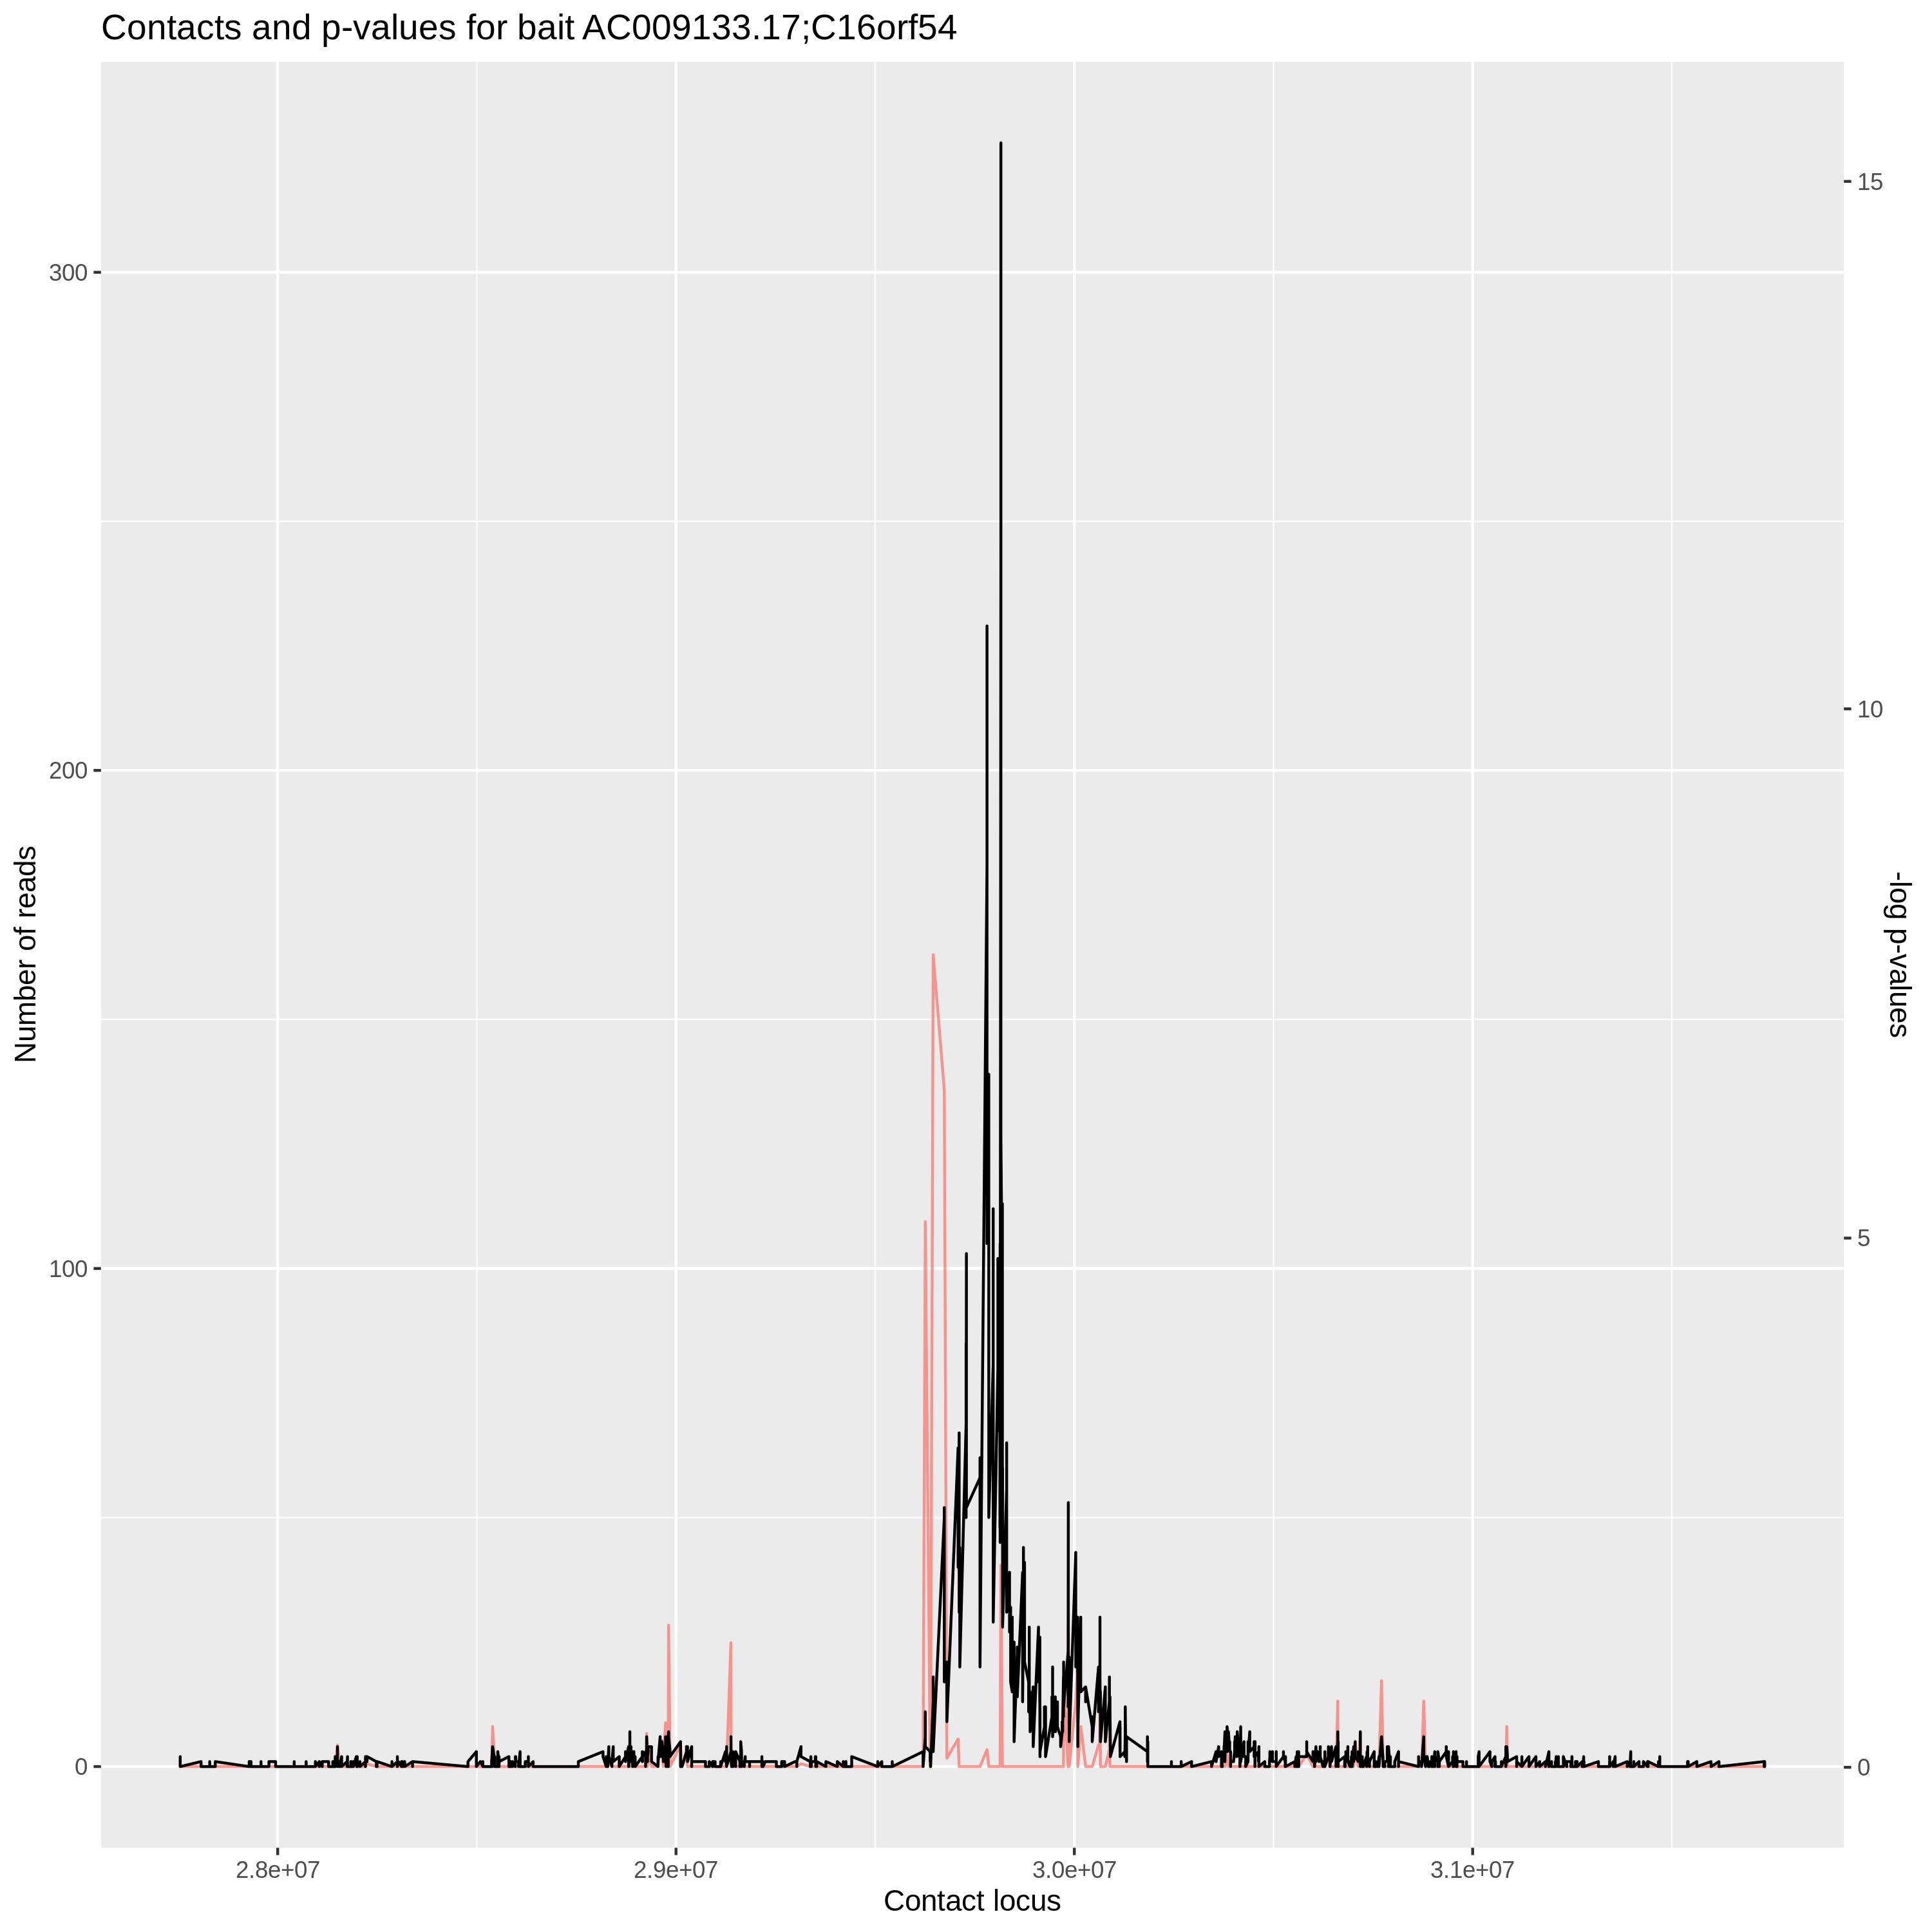 Contacts and p-values for bait AC009133.17;C16orf54
300
200
100
0
15
10
5
0
Number of reads
-log p-values
2.8e+07
2.9e+07
3.0e+07
3.1e+07
Contact locus